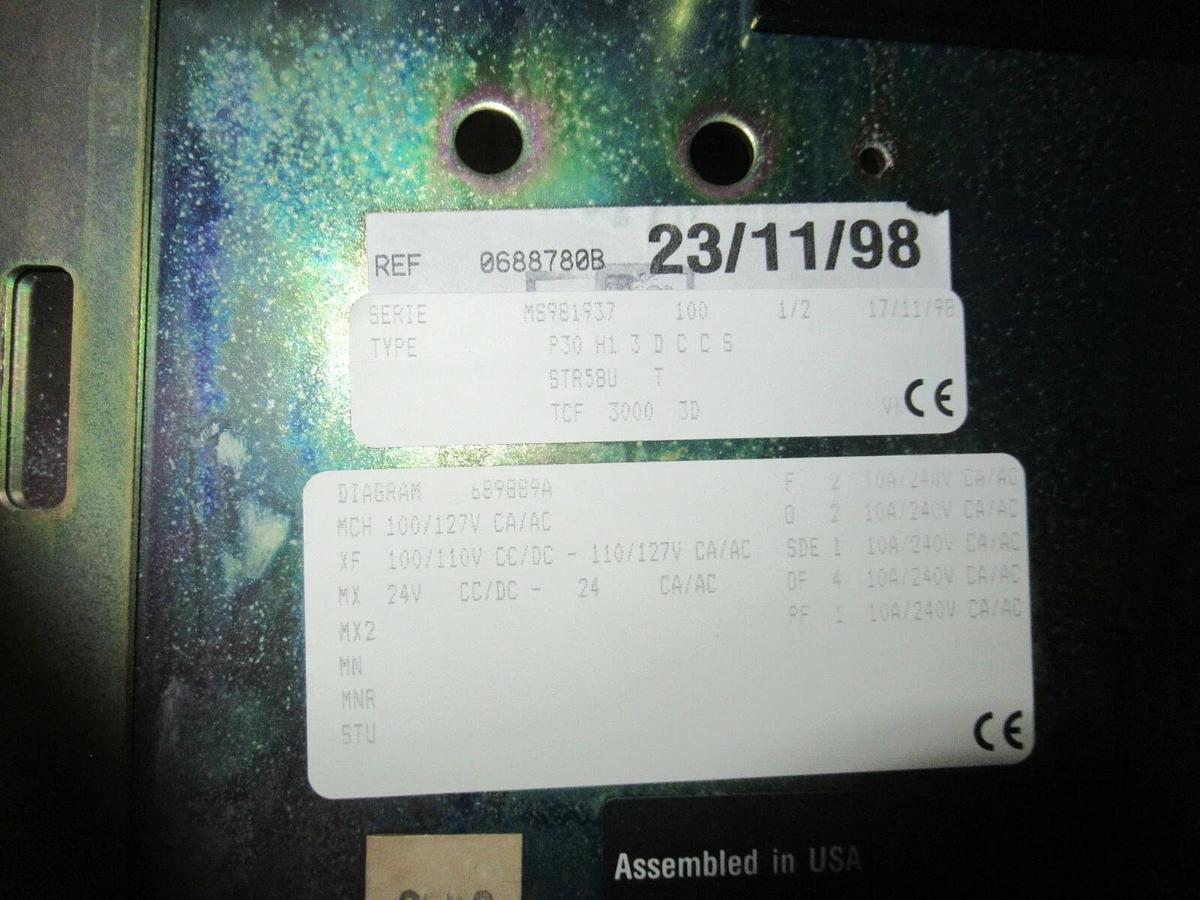 REF 0688780B 23/11/98
SERIE MS981937 100 1/2 17/11/98
TYPE P30 H1 3 D C C S
STR58U T
TCF 3000 3D CE
DIAGRAM 689889A F 2 10A/240V CA/AC
MCH 100/127V CA/AC O 2 10A/240V CA/AC
XF 100/110V CC/DC - 110/127V CA/AC SDE 1 10A/240V CA/AC
MX 24V CC/DC - 24 CA/AC OF 4 10A/240V CA/AC
MX2 PF 1 10A/240V CA/AC
MN
MNR
STU
CE
Assembled in USA